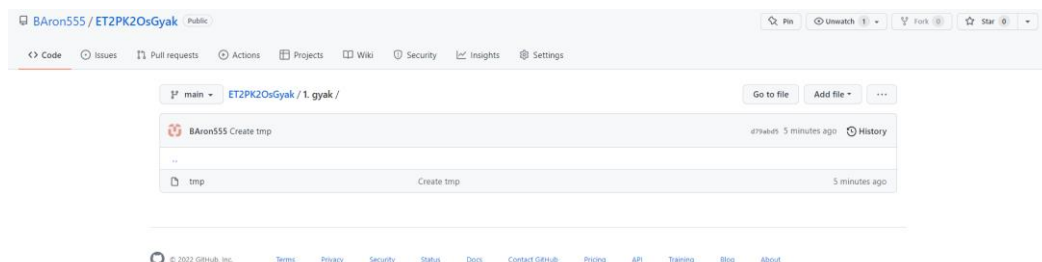 BAron555 / ET2PK2OsGyak Public Pin Unwatch 1 Fork 0 Star 0
Code Issues Pull requests Actions Projects Wiki Security Insights Settings
main ET2PK2OsGyak / 1. gyak / Go to file Add file ...
BAron555 Create tmp d79abd5 5 minutes ago History
..
tmp Create tmp 5 minutes ago
© 2022 GitHub, Inc. Terms Privacy Security Status Docs Contact GitHub Pricing API Training Blog About